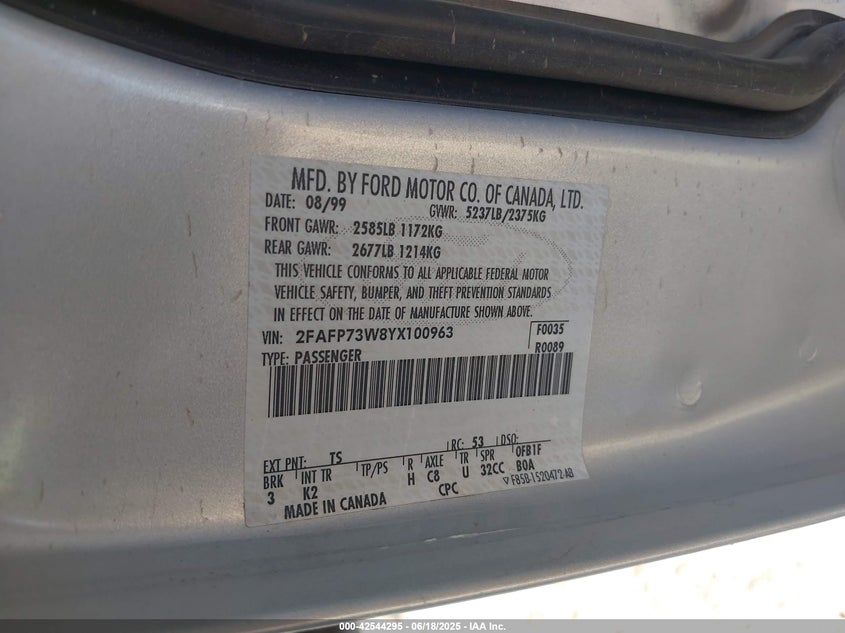 MFD. BY FORD MOTOR CO. OF CANADA, LTD.
DATE: 08/99 GVWR: 5237LB/2375KG
FRONT GAWR: 2585LB 1172KG
REAR GAWR: 2677LB 1214KG
THIS VEHICLE CONFORMS TO ALL APPLICABLE FEDERAL MOTOR
VEHICLE SAFETY, BUMPER, AND THEFT PREVENTION STANDARDS
IN EFFECT ON THE DATE OF MANUFACTURE SHOWN ABOVE.
VIN: 2FAFP73W8YX100963 F0035
TYPE: PASSENGER R0089
EXT PNT: TS RC: 53 DSO:
BRK INT TR TP/PS R AXLE TR SPR 0FB1F
3 K2 H C8 U 32CC B0A
MADE IN CANADA CPC F85B-1520472-AB
000-42544295 - 06/18/2025 - IAA Inc.